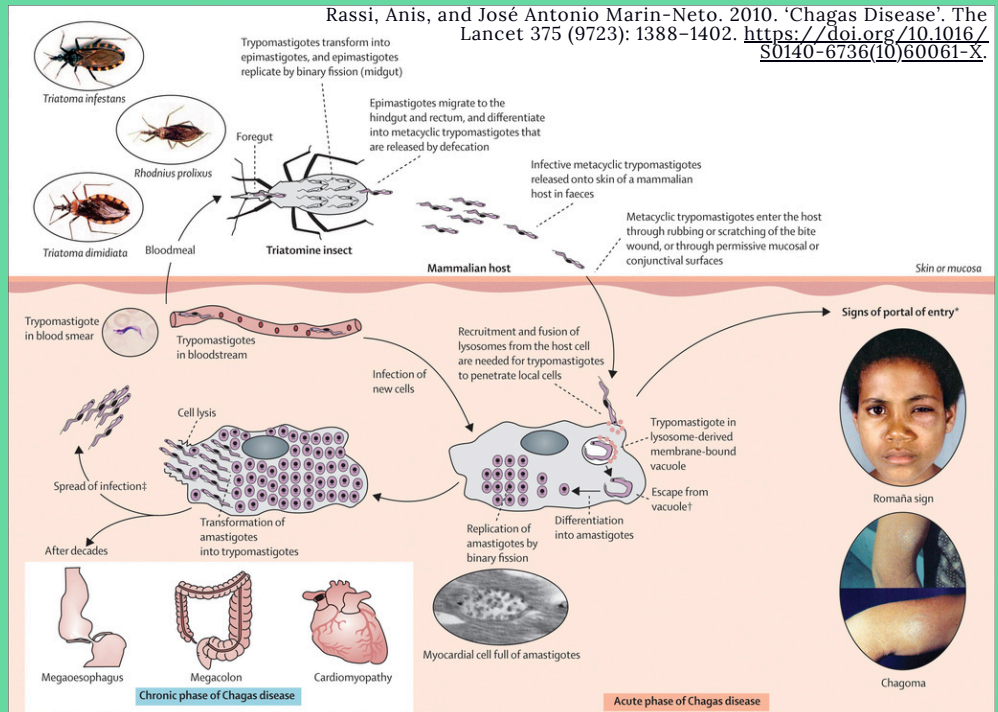 Rassi, Anis, and José Antonio Marin-Neto. 2010. ‘Chagas Disease’. The
Lancet 375 (9723): 1388–1402. https://doi.org/10.1016/
S0140-6736(10)60061-X.
Triatoma infestans
Rhodnius prolixus
Triatoma dimidiata
Trypomastigotes transform into
epimastigotes, and epimastigotes
replicate by binary fission (midgut)
Foregut
Epimastigotes migrate to the
hindgut and rectum, and differentiate
into metacyclic trypomastigotes that
are released by defecation
Infective metacyclic trypomastigotes
released onto skin of a mammalian
host in faeces
Metacyclic trypomastigotes enter the host
through rubbing or scratching of the bite
wound, or through permissive mucosal or
conjunctival surfaces
Bloodmeal
Triatomine insect
Mammalian host
Skin or mucosa
Trypomastigote
in blood smear
Trypomastigotes
in bloodstream
Infection of
new cells
Recruitment and fusion of
lysosomes from the host cell
are needed for trypomastigotes
to penetrate local cells
Signs of portal of entry*
Cell lysis
Trypomastigote in
lysosome-derived
membrane-bound
vacuole
Escape from
vacuole†
Spread of infection‡
Transformation of
amastigotes
into trypomastigotes
Replication of
amastigotes by
binary fission
Differentiation
into amastigotes
Romaña sign
After decades
Megaoesophagus
Megacolon
Cardiomyopathy
Myocardial cell full of amastigotes
Chagoma
Chronic phase of Chagas disease
Acute phase of Chagas disease